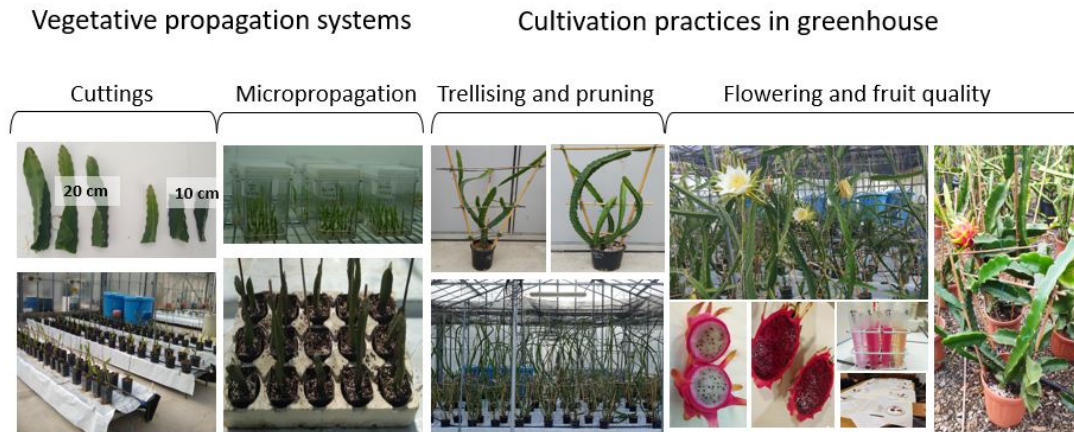 Vegetative propagation systems
Cultivation practices in greenhouse
Cuttings
Micropropagation
Trellising and pruning
Flowering and fruit quality
20 cm
10 cm